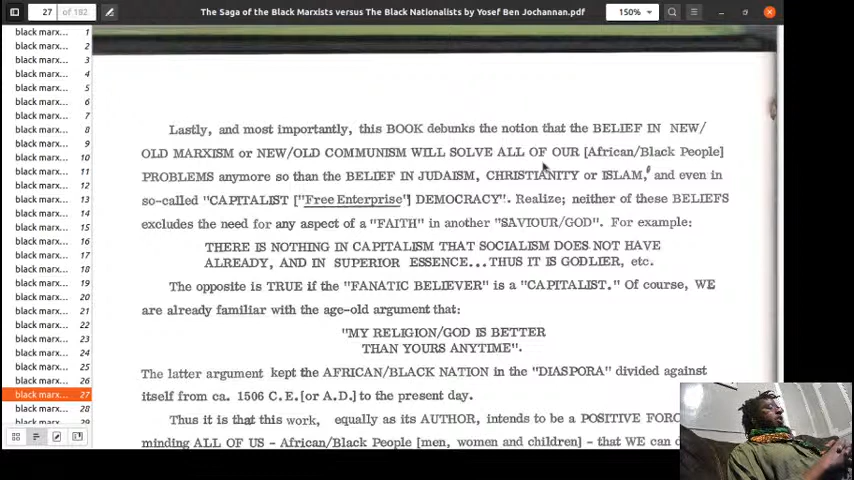 27 of 182
The Saga of the Black Marxists versus The Black Nationalists by Yosef Ben Jochannan.pdf
150%
black marx... 1
black marx... 2
black marx... 3
black marx... 4
black marx... 5
black marx... 6
black marx... 7
black marx... 8
black marx... 9
black marx... 10
black marx... 11
black marx... 12
black marx... 13
black marx... 14
black marx... 15
black marx... 16
black marx... 17
black marx... 18
black marx... 19
black marx... 20
black marx... 21
black marx... 22
black marx... 23
black marx... 24
black marx... 25
black marx... 26
black marx... 27
black marx... 28
black marx... 29
Lastly, and most importantly, this BOOK debunks the notion that the BELIEF IN NEW/
OLD MARXISM or NEW/OLD COMMUNISM WILL SOLVE ALL OF OUR [African/Black People]
PROBLEMS anymore so than the BELIEF IN JUDAISM, CHRISTIANITY or ISLAM, and even in
so-called "CAPITALIST ["Free Enterprise"] DEMOCRACY". Realize; neither of these BELIEFS
excludes the need for any aspect of a "FAITH" in another "SAVIOUR/GOD". For example:
THERE IS NOTHING IN CAPITALISM THAT SOCIALISM DOES NOT HAVE
ALREADY, AND IN SUPERIOR ESSENCE...THUS IT IS GODLIER, etc.
The opposite is TRUE if the "FANATIC BELIEVER" is a "CAPITALIST." Of course, WE
are already familiar with the age-old argument that:
"MY RELIGION/GOD IS BETTER
THAN YOURS ANYTIME".
The latter argument kept the AFRICAN/BLACK NATION in the "DIASPORA" divided against
itself from ca. 1506 C.E.[or A.D.] to the present day.
Thus it is that this work, equally as its AUTHOR, intends to be a POSITIVE FORC
minding ALL OF US - African/Black People [men, women and children] - that WE can